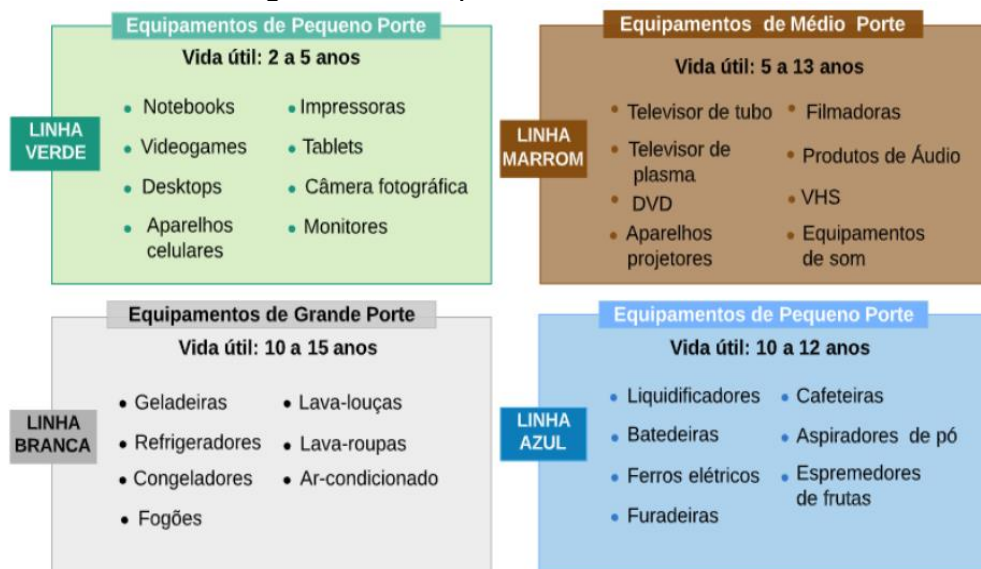 Equipamentos de Pequeno Porte
Vida útil: 2 a 5 anos
LINHA
VERDE
Notebooks
Videogames
Desktops
Aparelhos
celulares
Impressoras
Tablets
Câmera fotográfica
Monitores
Equipamentos de Médio Porte
Vida útil: 5 a 13 anos
LINHA
MARROM
Televisor de tubo
Televisor de
plasma
DVD
Aparelhos
projetores
Filmadoras
Produtos de Áudio
VHS
Equipamentos
de som
Equipamentos de Grande Porte
Vida útil: 10 a 15 anos
LINHA
BRANCA
Geladeiras
Refrigeradores
Congeladores
Fogões
Lava-louças
Lava-roupas
Ar-condicionado
Equipamentos de Pequeno Porte
Vida útil: 10 a 12 anos
LINHA
AZUL
Liquidificadores
Batedeiras
Ferros elétricos
Furadeiras
Cafeteiras
Aspiradores de pó
Espremedores
de frutas